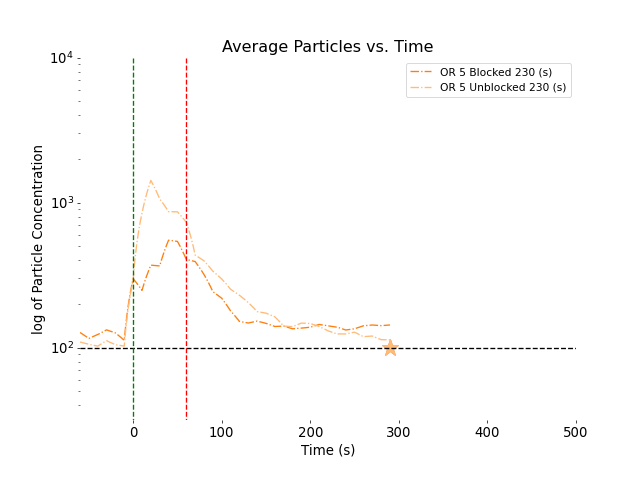 Average Particles vs. Time
10⁴
10³
10²
log of Particle Concentration
OR 5 Blocked 230 (s)
OR 5 Unblocked 230 (s)
0 100 200 300 400 500
Time (s)